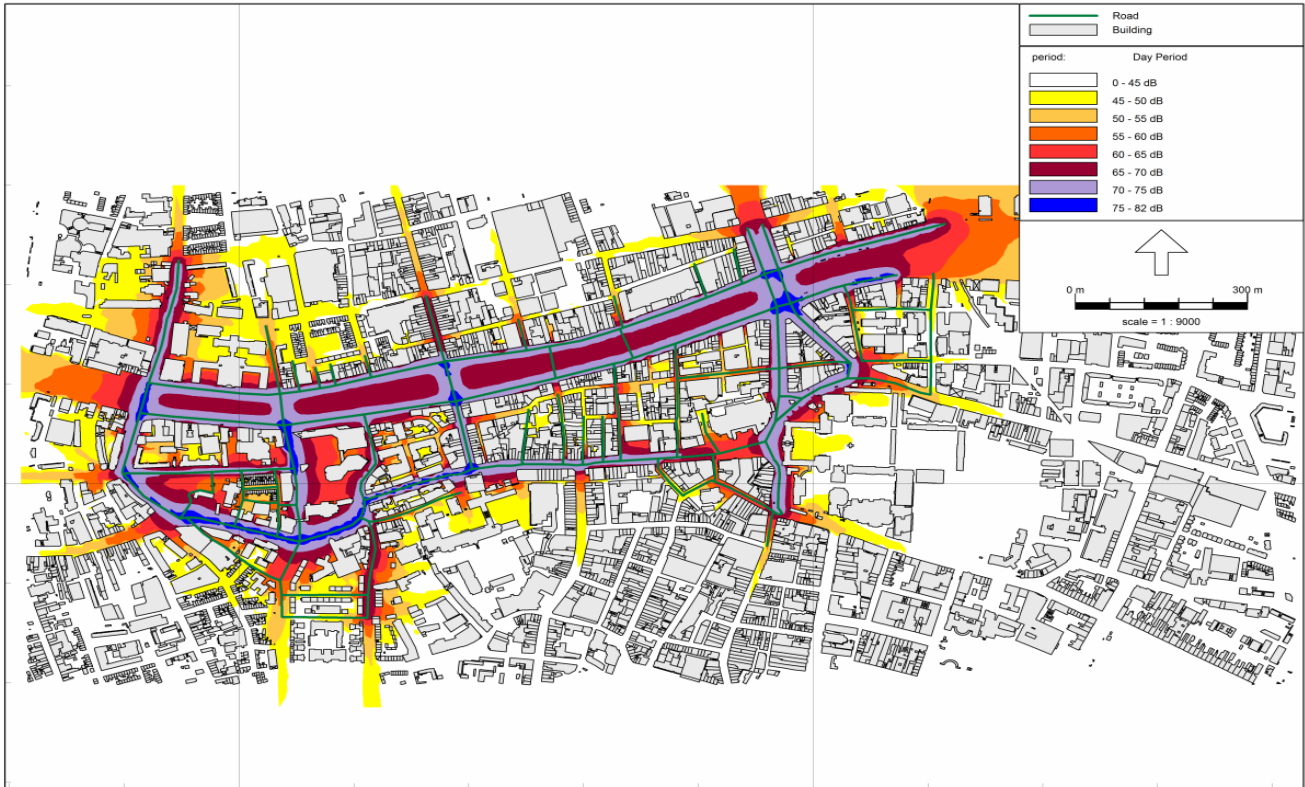 Road
Building
period: Day Period
0 - 45 dB
45 - 50 dB
50 - 55 dB
55 - 60 dB
60 - 65 dB
65 - 70 dB
70 - 75 dB
75 - 82 dB
0 m 300 m
scale = 1 : 9000